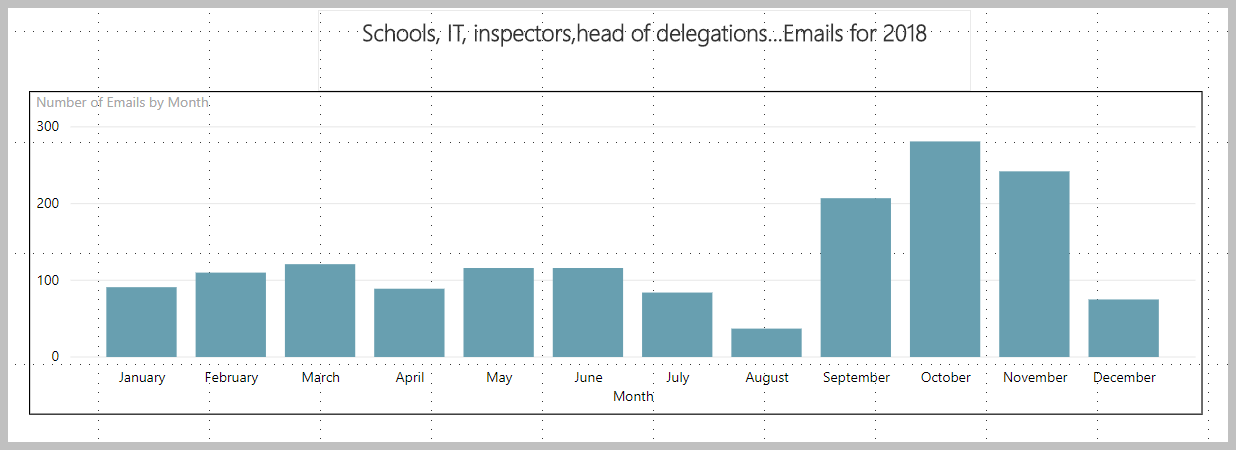 Schools, IT, inspectors,head of delegations...Emails for 2018
Number of Emails by Month
300
200
100
0
January February March April May June July August September October November December
Month